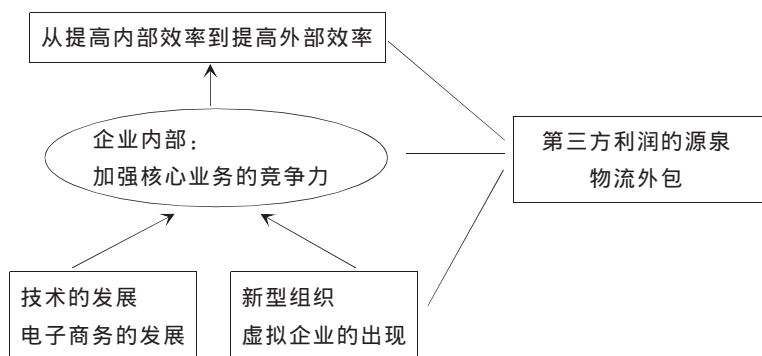 从提高内部效率到提高外部效率
企业内部：
加强核心业务的竞争力
第三方利润的源泉
物流外包
技术的发展
电子商务的发展
新型组织
虚拟企业的出现